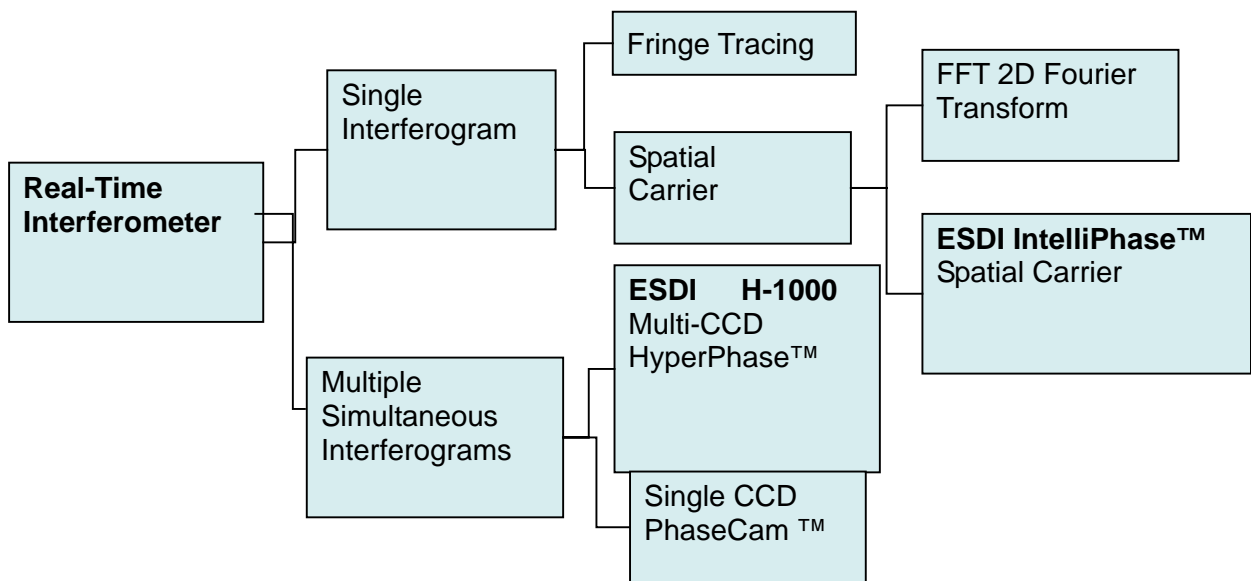 Real-Time
Interferometer
Single
Interferogram
Multiple
Simultaneous
Interferograms
Fringe Tracing
Spatial
Carrier
ESDI H-1000
Multi-CCD
HyperPhase™
Single CCD
PhaseCam ™
FFT 2D Fourier
Transform
ESDI IntelliPhase™
Spatial Carrier